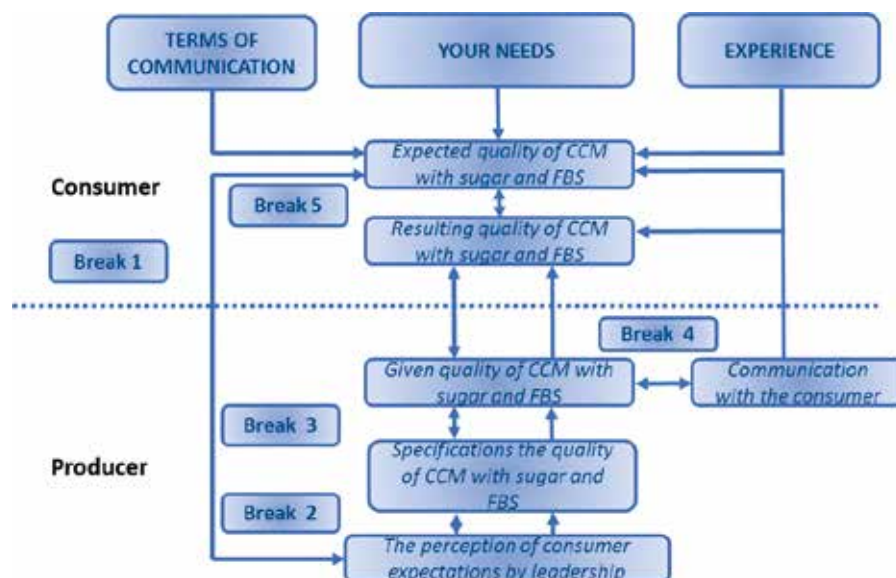 TERMS OF
COMMUNICATION
YOUR NEEDS
EXPERIENCE
Expected quality of CCM
with sugar and FBS
Consumer
Break 5
Resulting quality of CCM
with sugar and FBS
Break 1
Break 4
Given quality of CCM with
sugar and FBS
Communication
with the consumer
Break 3
Specifications the quality
of CCM with sugar and
FBS
Producer
Break 2
The perception of consumer
expectations by leadership